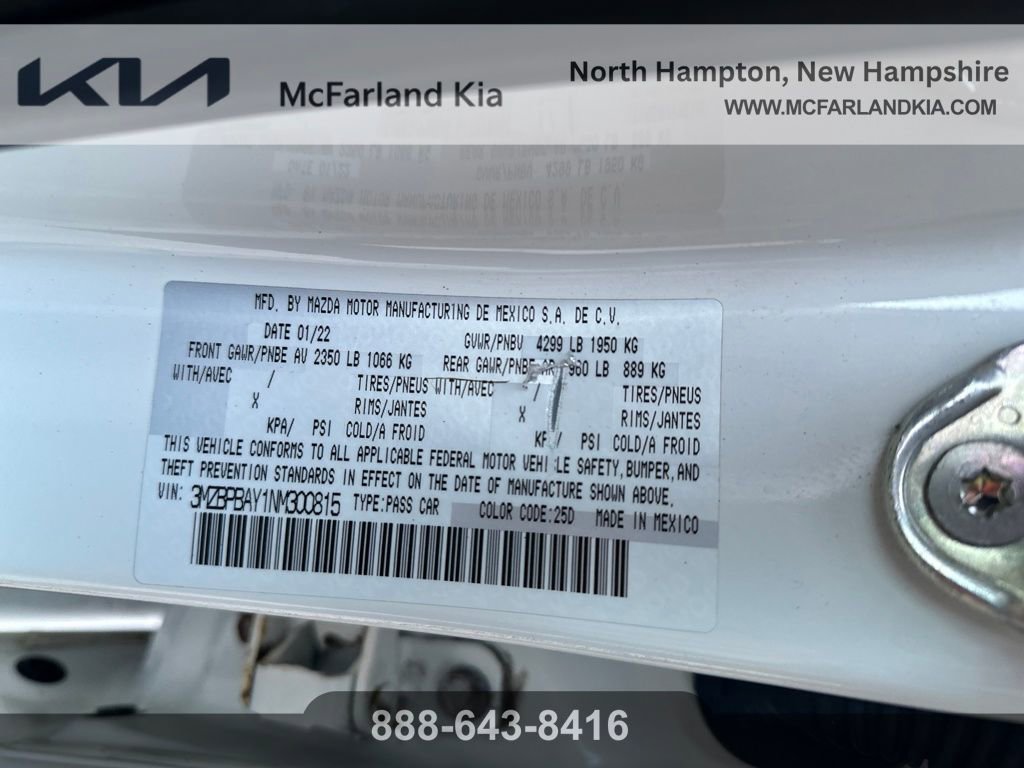 KIA
McFarland Kia
North Hampton, New Hampshire
WWW.MCFARLANDKIA.COM
MFD. BY MAZDA MOTOR MANUFACTURING DE MEXICO S.A. DE C.V.
DATE 01/22 GVWR/PNBV 4299 LB 1950 KG
FRONT GAWR/PNBE AV 2350 LB 1066 KG REAR GAWR/PNBE 960 LB 889 KG
WITH/AVEC / TIRES/PNEUS WITH/AVEC / TIRES/PNEUS
X RIMS/JANTES X RIMS/JANTES
KPA/ PSI COLD/A FROID KPA/ PSI COLD/A FROID
THIS VEHICLE CONFORMS TO ALL APPLICABLE FEDERAL MOTOR VEHICLE SAFETY, BUMPER, AND
THEFT PREVENTION STANDARDS IN EFFECT ON THE DATE OF MANUFACTURE SHOWN ABOVE.
VIN: 3MZBPBAY1NM300815 TYPE:PASS CAR COLOR CODE:25D MADE IN MEXICO
888-643-8416